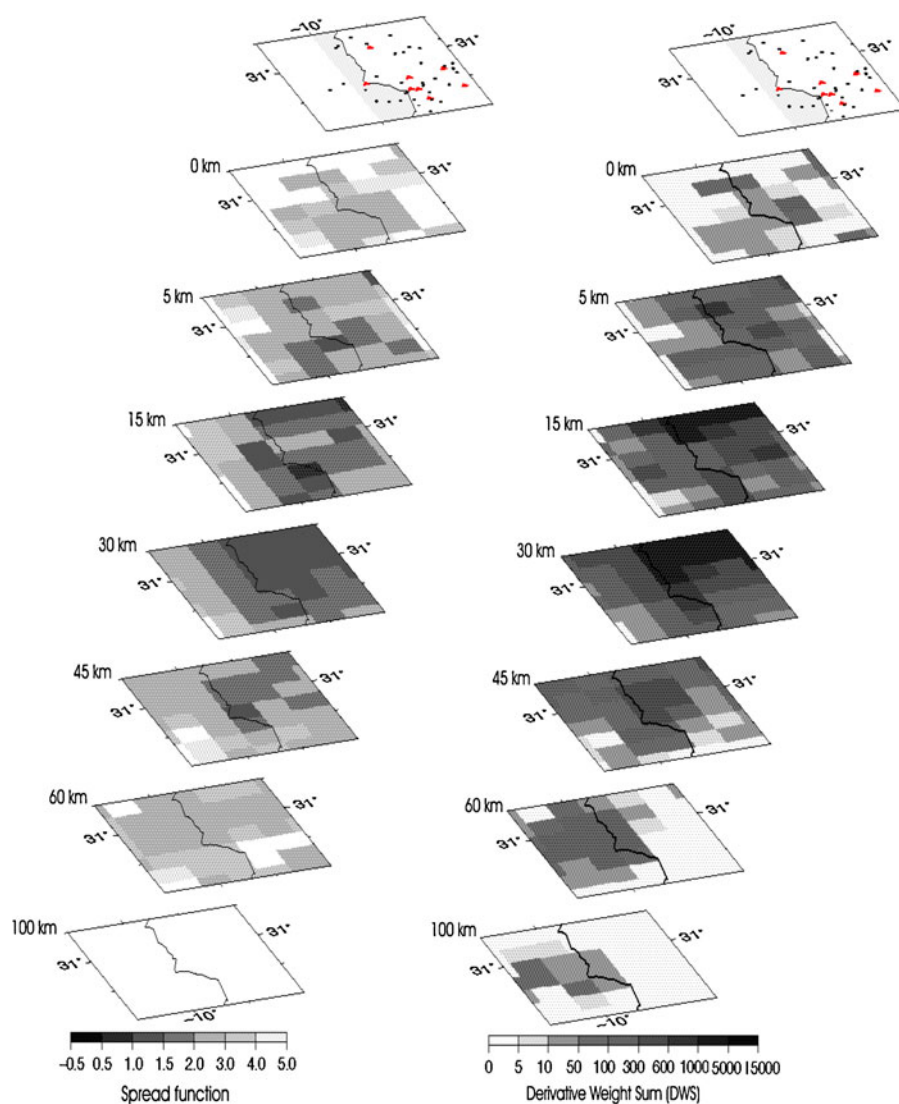 ~10° ~10°
31° 31° 31° 31°
0 km 31° 31° 0 km 31° 31°
5 km 31° 31° 5 km 31° 31°
15 km 31° 31° 15 km 31° 31°
30 km 31° 31° 30 km 31° 31°
45 km 31° 31° 45 km 31° 31°
60 km 31° 31° 60 km 31° 31°
100 km 31° 31° 100 km 31° 31°
~10° ~10°
−0.5 0.5 1.0 1.5 2.0 3.0 4.0 5.0 0 5 10 50 100 300 600 1000 5000 15000
Spread function Derivative Weight Sum (DWS)